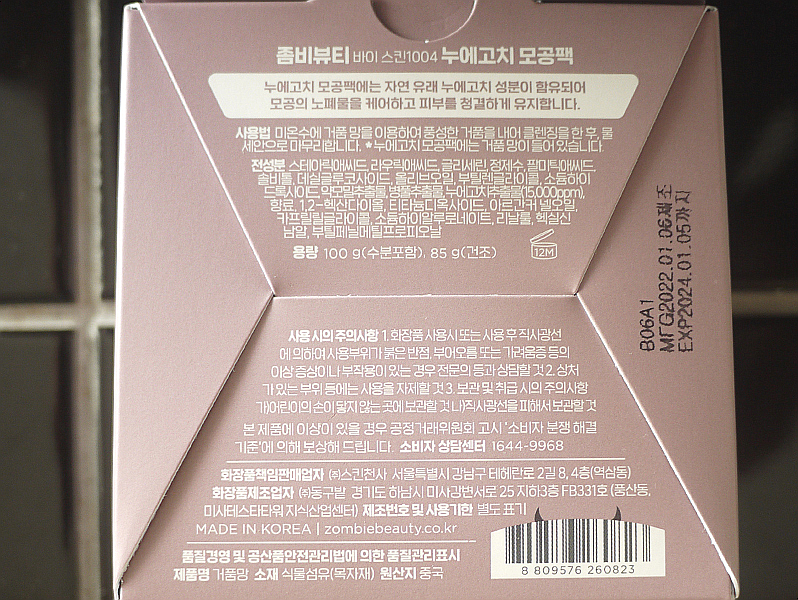 좀비뷰티 바이 스킨1004 누에고치 모공팩
누에고치 모공팩에는 자연 유래 누에고치 성분이 함유되어
모공의 노폐물을 케어하고 피부를 청결하게 유지합니다.
사용법 미온수에 거품 망을 이용하여 풍성한 거품을 내어 클렌징을 한 후, 물
세안으로 마무리합니다. *누에고치 모공팩에는 거품 망이 들어 있습니다.
전성분 스테아릭애씨드, 라우릭애씨드, 글리세린, 정제수, 팔미틱애씨드
솔비톨, 데실글루코사이드, 올리브오일, 부틸렌글라이콜, 소듐하이
드록사이드, 약모밀추출물, 병풀추출물, 누에고치추출물(15,000ppm),
향료, 1,2-헥산다이올, 티타늄디옥사이드, 아르간커넬오일,
카프릴릴글라이콜, 소듐하이알루로네이트, 리날룰, 헥실신
남알, 부틸페닐메틸프로피오날
용량 100 g(수분포함), 85 g(건조)
12M
B06A1
MFG2022.01.06제조
EXP2024.01.05까지
사용 시의 주의사항 1. 화장품 사용 시 또는 사용 후 직사광선
에 의하여 사용부위가 붉은 반점, 부어오름 또는 가려움증 등의
이상 증상이나 부작용이 있는 경우 전문의 등과 상담할 것 2. 상처
가 있는 부위 등에는 사용을 자제할 것 3. 보관 및 취급 시의 주의사항
가)어린이의 손이 닿지 않는 곳에 보관할 것 나)직사광선을 피해서 보관할 것
본 제품에 이상이 있을 경우 공정거래위원회 고시 '소비자 분쟁 해결
기준'에 의해 보상해 드립니다. 소비자 상담센터 1644-9968
화장품책임판매업자 ㈜스킨천사 서울특별시 강남구 테헤란로 2길 8, 4층(역삼동)
화장품제조업자 ㈜동구밭 경기도 하남시 미사강변서로 25 지하3층 FB331호 (풍산동,
미사테스타타워 지식산업센터) 제조번호 및 사용기한 별도 표기
MADE IN KOREA | zombiebeauty.co.kr
품질경영 및 공산품안전관리법에 의한 품질관리표시
제품명 거품망 소재 식물섬유(목자재) 원산지 중국
8 809576 260823